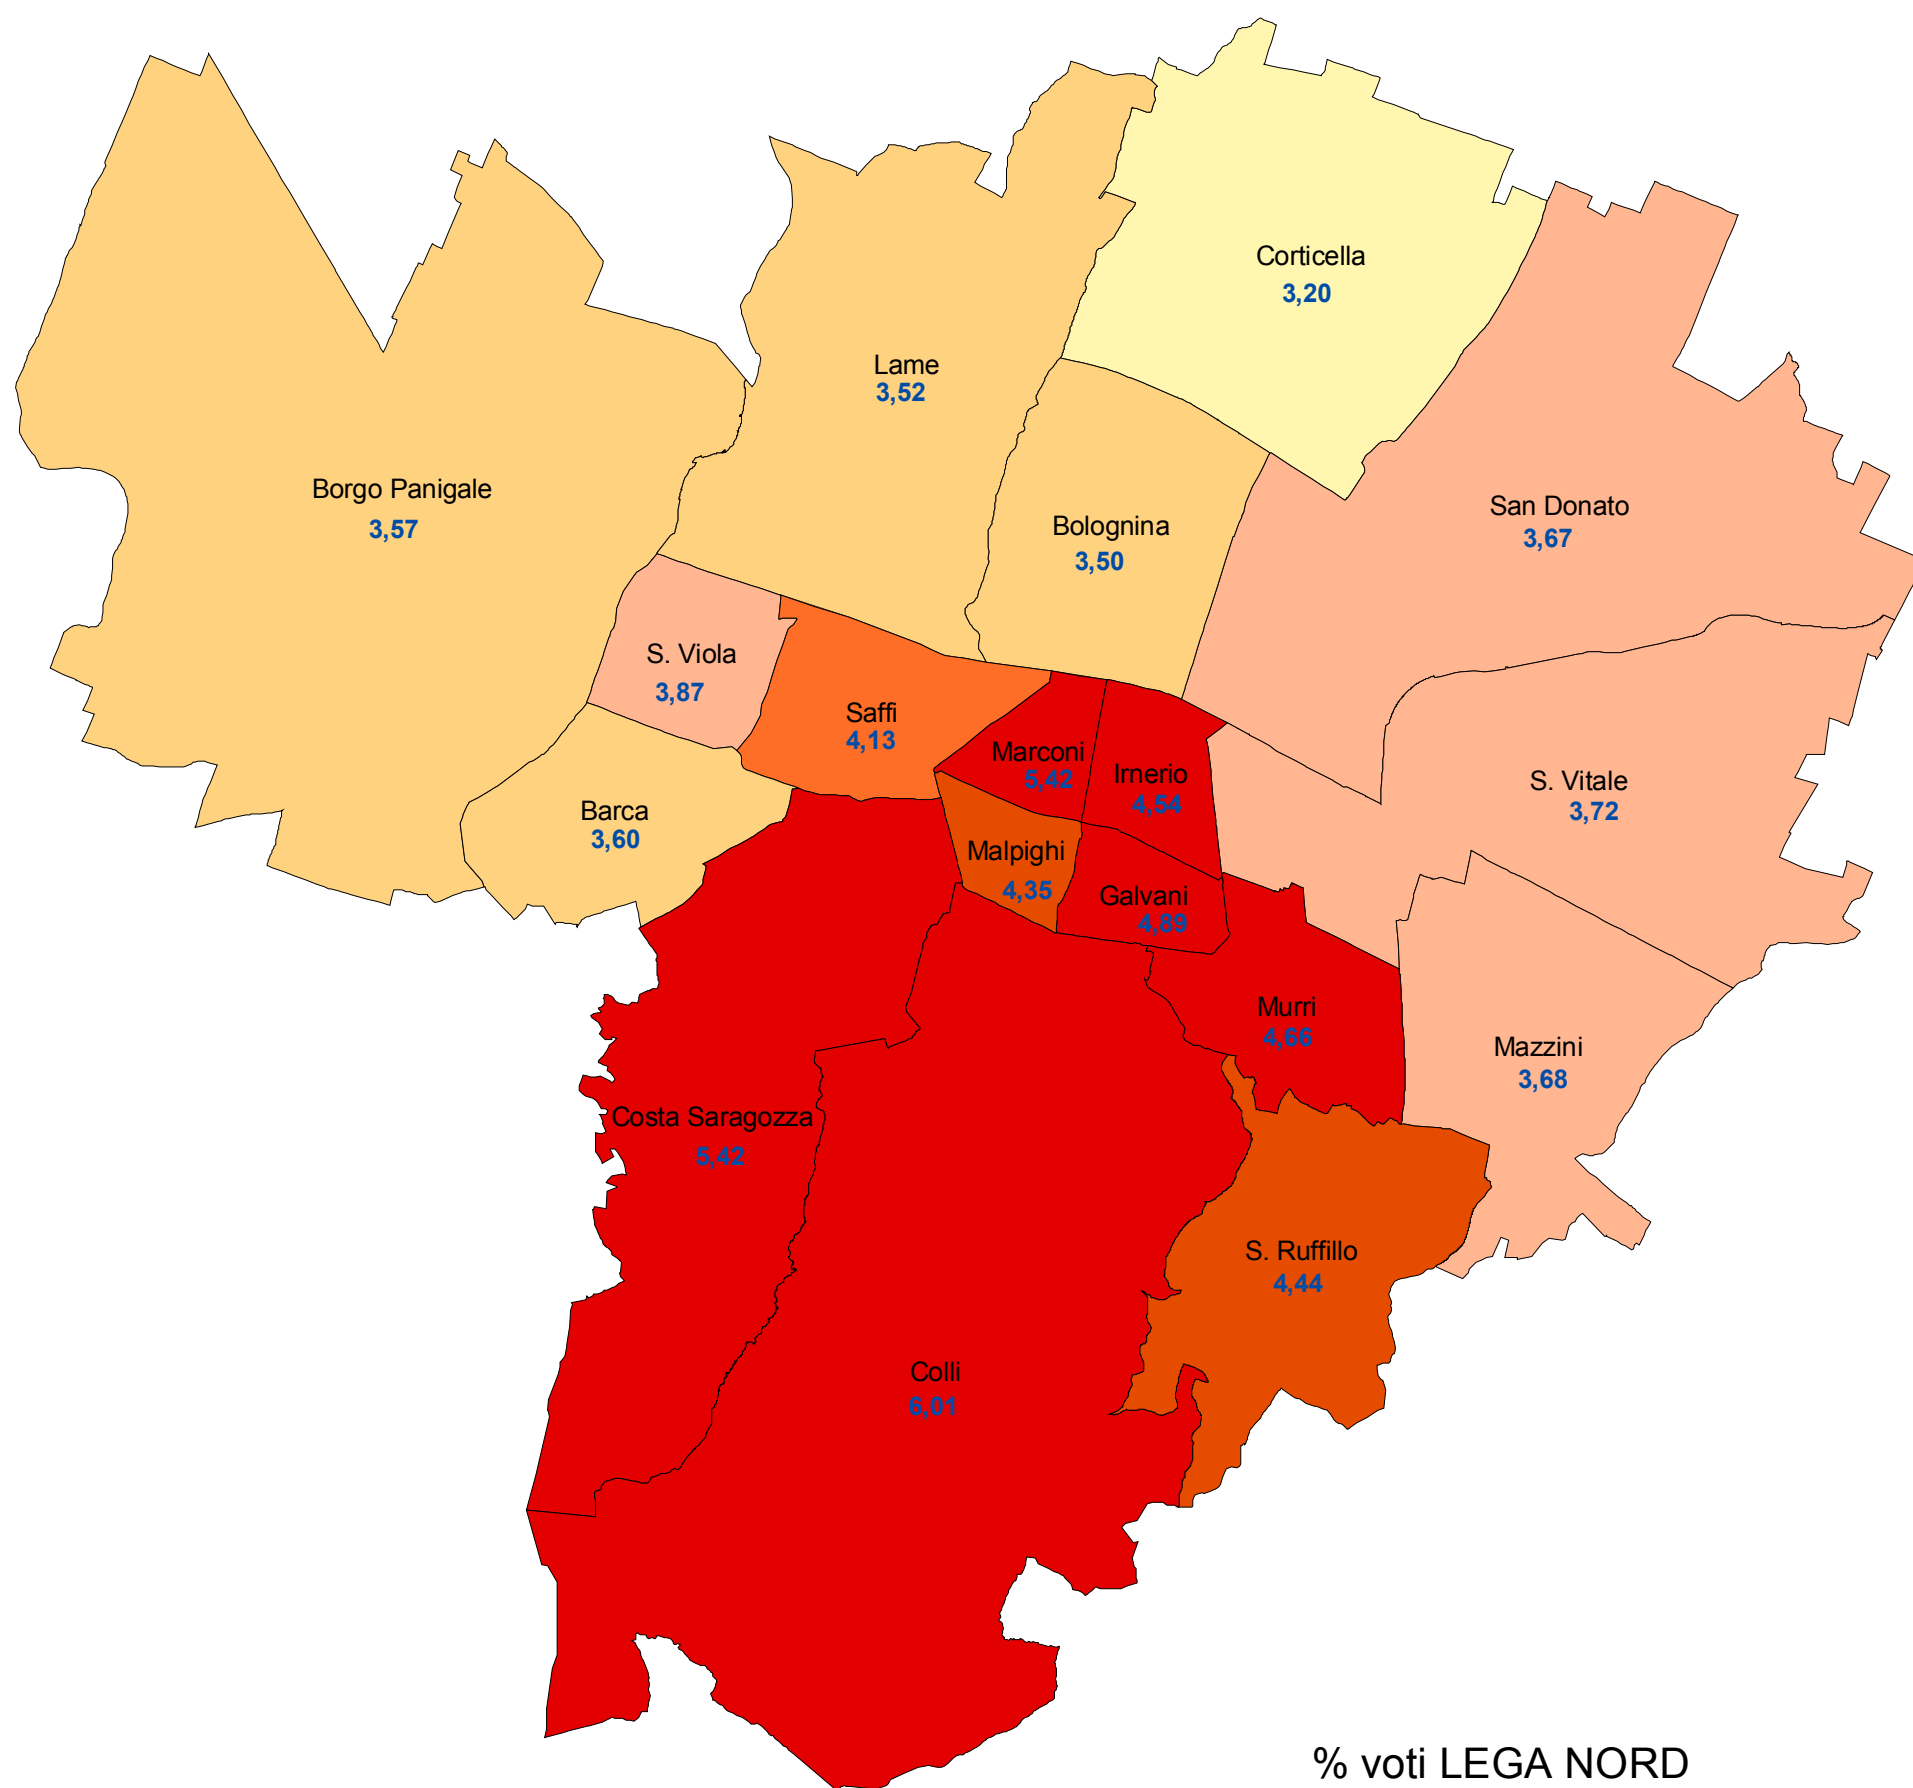 Corticella
3,20
Lame
3,52
Borgo Panigale
3,57
Bolognina
3,50
San Donato
3,67
S. Viola
3,87
Saffi
4,13
Marconi
5,42
Irnerio
4,54
S. Vitale
3,72
Barca
3,60
Malpighi
4,35
Galvani
4,89
Murri
4,66
Mazzini
3,68
Costa Saragozza
5,42
S. Ruffillo
4,44
Colli
6,01
% voti LEGA NORD